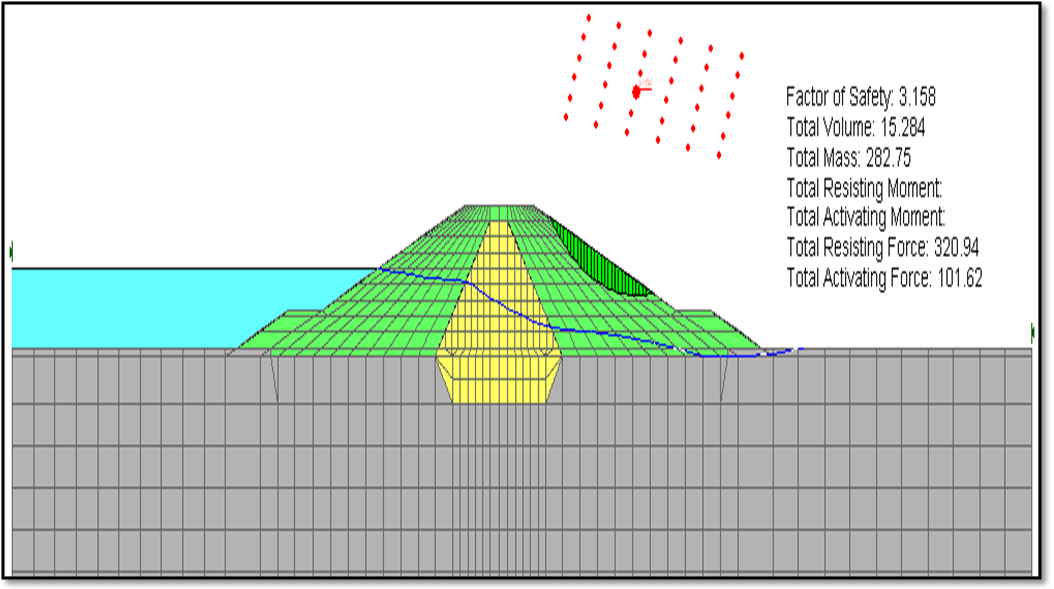 Factor of Safety: 3.158
Total Volume: 15.284
Total Mass: 282.75
Total Resisting Moment:
Total Activating Moment:
Total Resisting Force: 320.94
Total Activating Force: 101.62